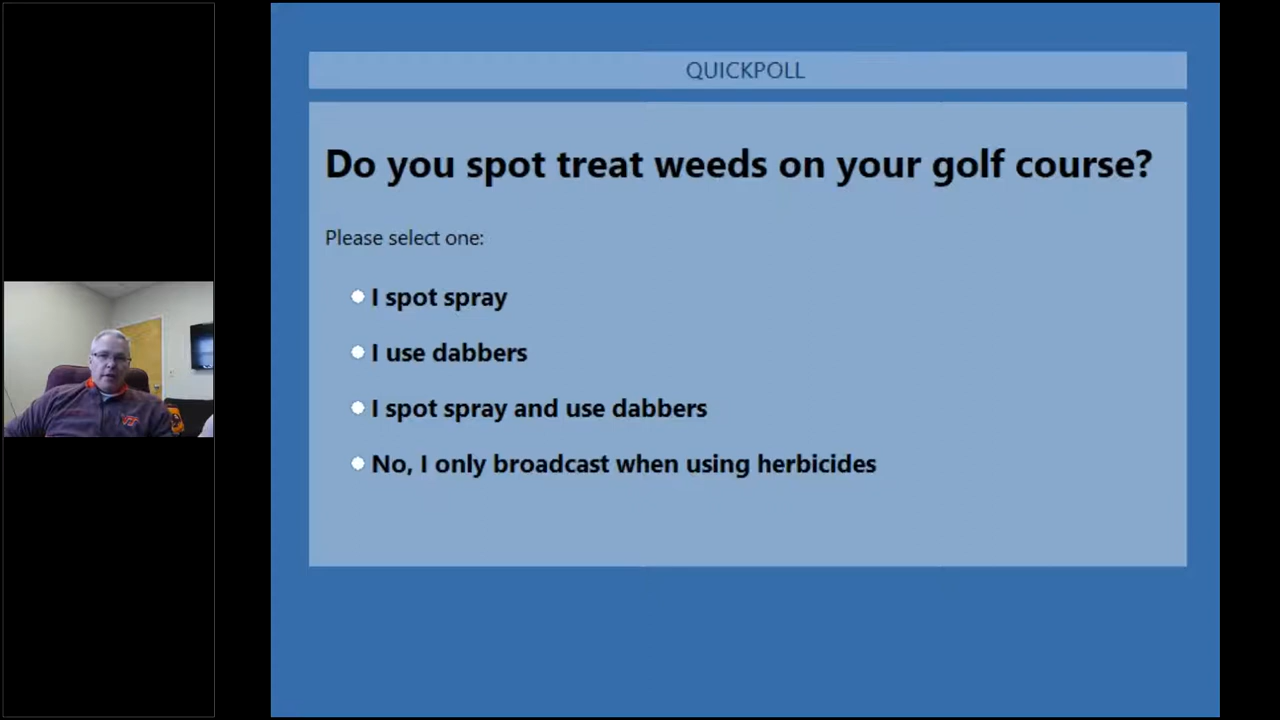 QUICKPOLL
Do you spot treat weeds on your golf course?
Please select one:
I spot spray
I use dabbers
I spot spray and use dabbers
No, I only broadcast when using herbicides